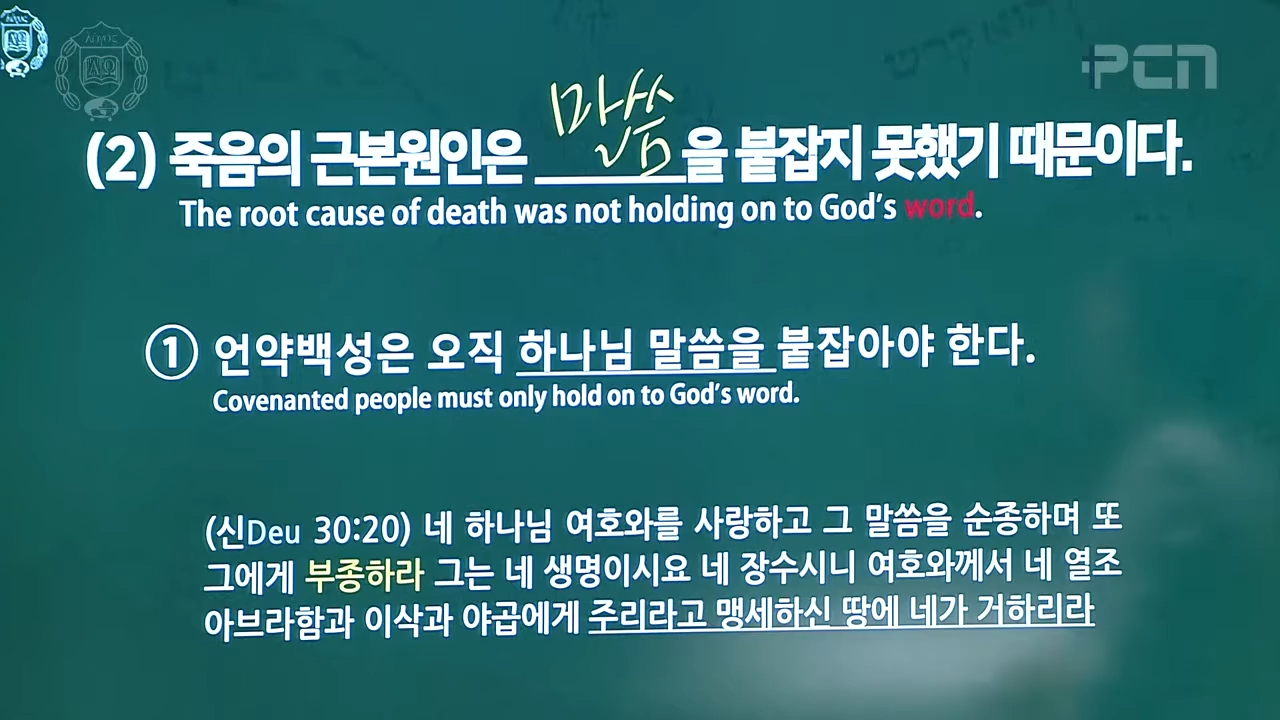 ΛΟΓΟΣ
Α Ω
PCN
(2) 죽음의 근본원인은 말씀을 붙잡지 못했기 때문이다.
The root cause of death was not holding on to God's word.
① 언약백성은 오직 하나님 말씀을 붙잡아야 한다.
Covenanted people must only hold on to God's word.
(신Deu 30:20) 네 하나님 여호와를 사랑하고 그 말씀을 순종하며 또
그에게 부종하라 그는 네 생명이시요 네 장수시니 여호와께서 네 열조
아브라함과 이삭과 야곱에게 주리라고 맹세하신 땅에 네가 거하리라